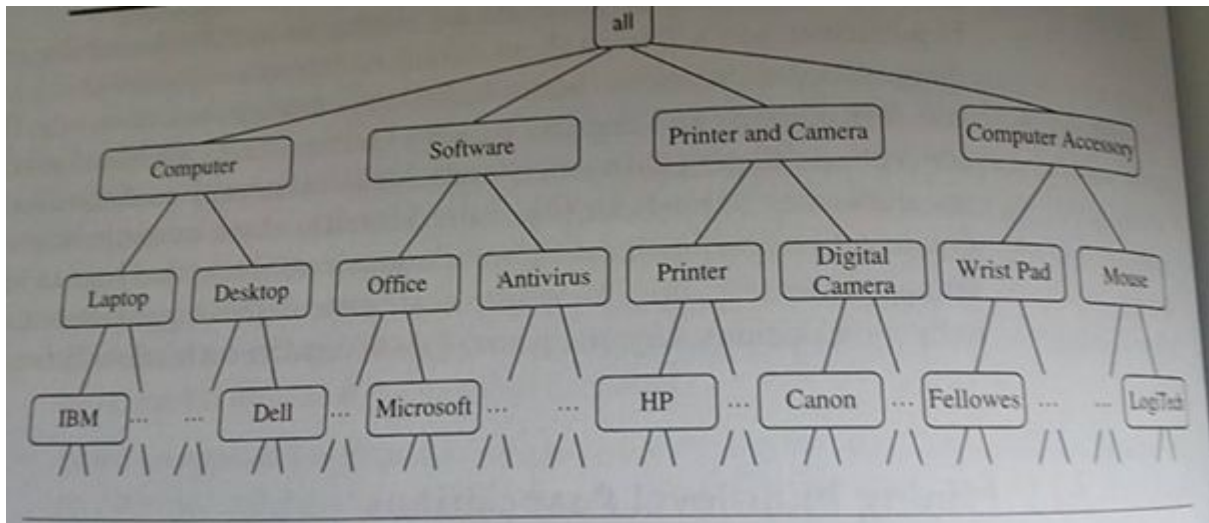 all
Computer
Software
Printer and Camera
Computer Accessory
Laptop
Desktop
Office
Antivirus
Printer
Digital
Camera
Wrist Pad
Mouse
IBM
...
...
Dell
...
Microsoft
...
...
HP
...
Canon
...
Fellowes
...
...
LogiTech